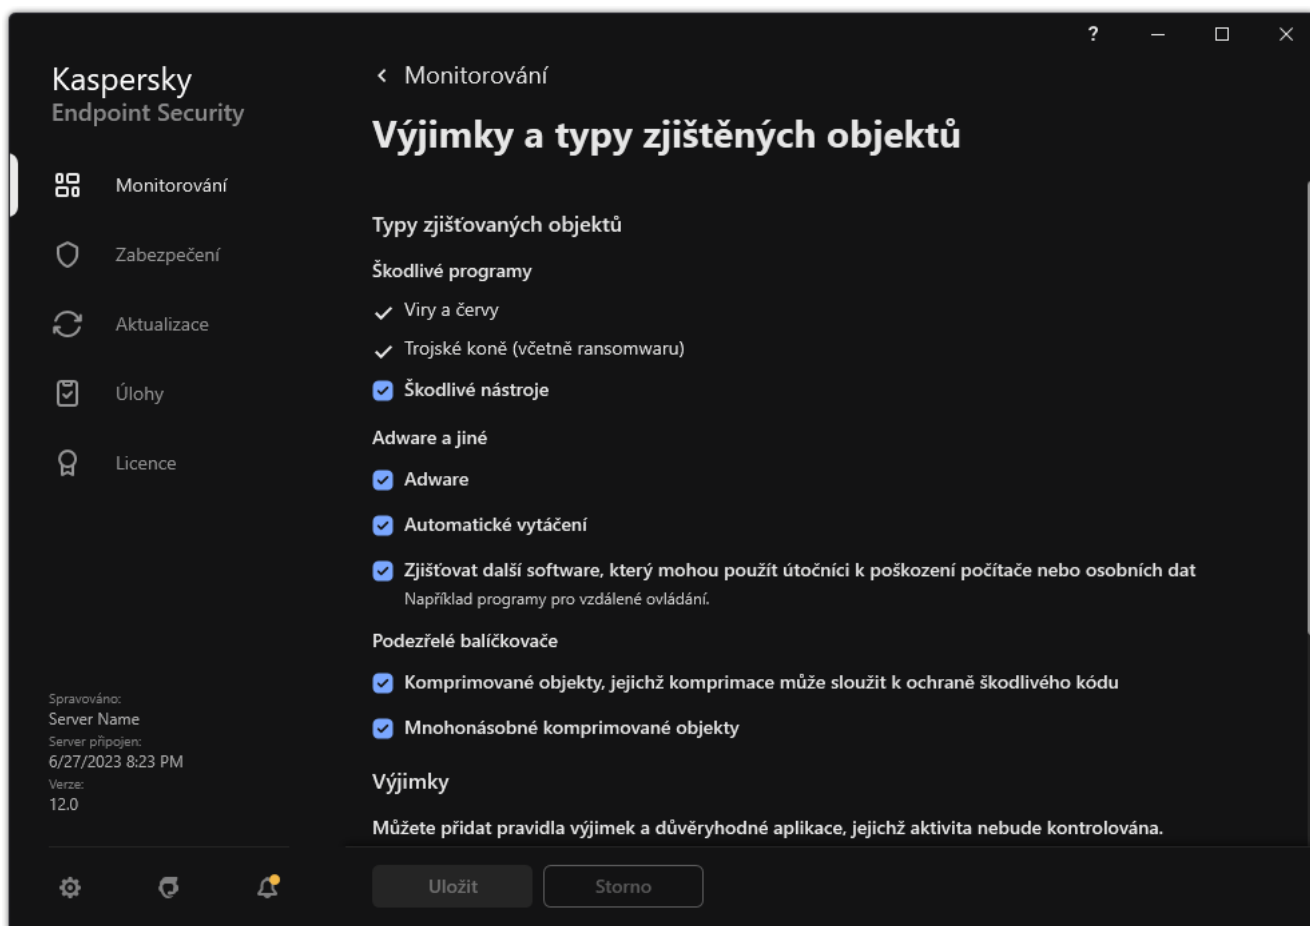 ?
Kaspersky
Endpoint Security
Monitorování
Zabezpečení
Aktualizace
Úlohy
Licence
Spravováno:
Server Name
Server připojen:
6/27/2023 8:23 PM
Verze:
12.0
Monitorování
Výjimky a typy zjištěných objektů
Typy zjišťovaných objektů
Škodlivé programy
Viry a červy
Trojské koně (včetně ransomwaru)
Škodlivé nástroje
Adware a jiné
Adware
Automatické vytáčení
Zjišťovat další software, který mohou použít útočníci k poškození počítače nebo osobních dat
Například programy pro vzdálené ovládání.
Podezřelé balíčkovače
Komprimované objekty, jejichž komprimace může sloužit k ochraně škodlivého kódu
Mnohonásobné komprimované objekty
Výjimky
Můžete přidat pravidla výjimek a důvěryhodné aplikace, jejichž aktivita nebude kontrolována.
Uložit
Storno